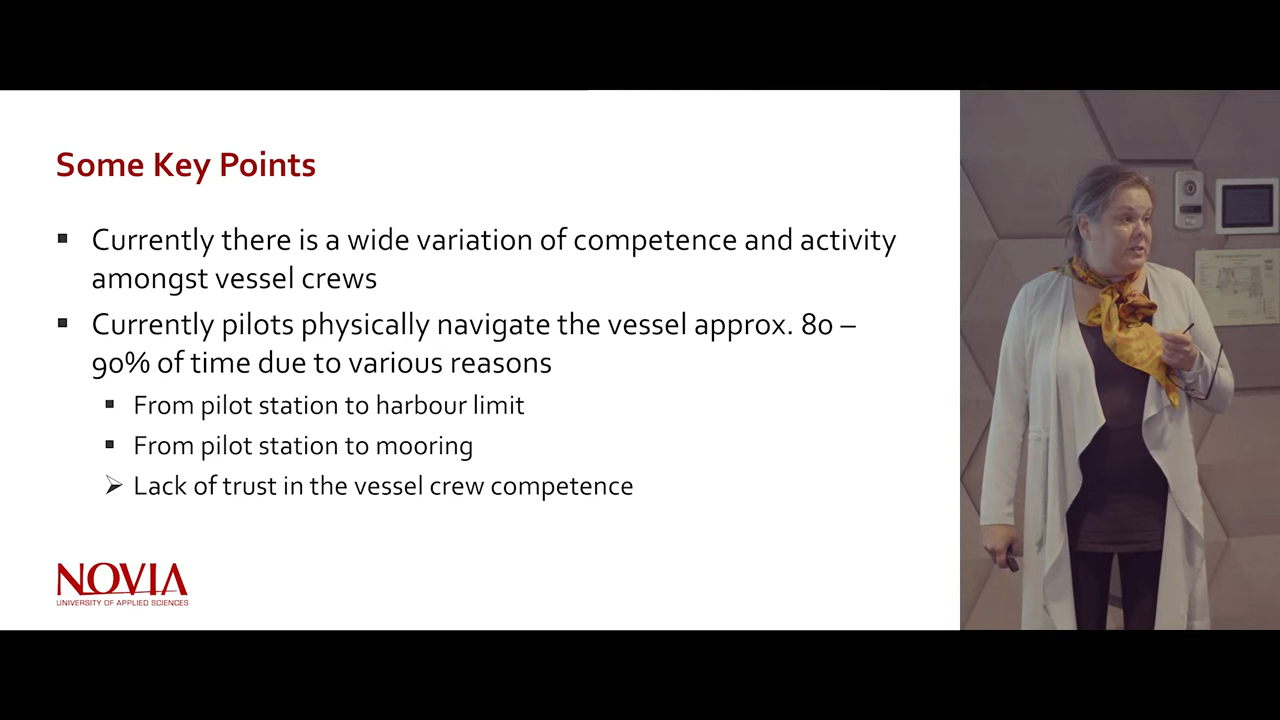 Some Key Points
▪ Currently there is a wide variation of competence and activity
amongst vessel crews
▪ Currently pilots physically navigate the vessel approx. 80 –
90% of time due to various reasons
▪ From pilot station to harbour limit
▪ From pilot station to mooring
➢ Lack of trust in the vessel crew competence
NOVIA
UNIVERSITY OF APPLIED SCIENCES